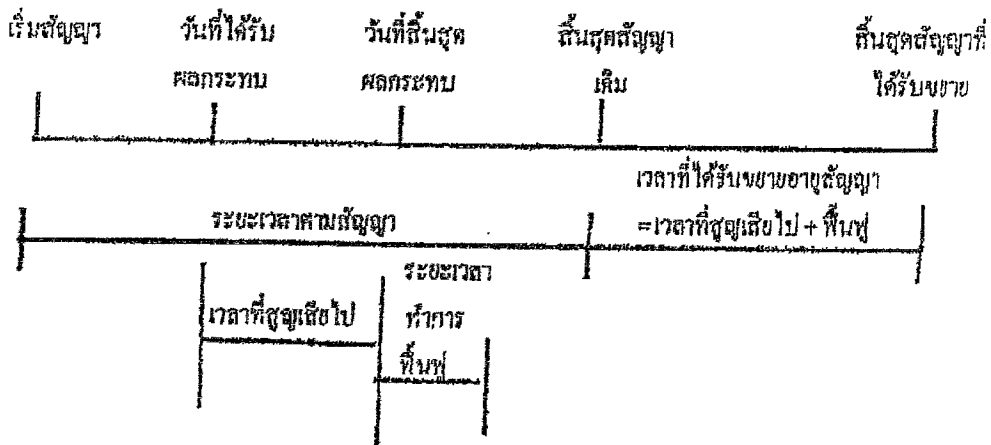 เริ่มสัญญา
วันที่ได้รับ
ผลกระทบ
วันที่สิ้นสุด
ผลกระทบ
สิ้นสุดสัญญา
เดิม
สิ้นสุดสัญญาที่
ได้รับขยาย
เวลาที่ได้รับขยายอายุสัญญา
=เวลาที่สูญเสียไป + ฟื้นฟู
ระยะเวลาตามสัญญา
เวลาที่สูญเสียไป
ระยะเวลา
ทำการ
ฟื้นฟู